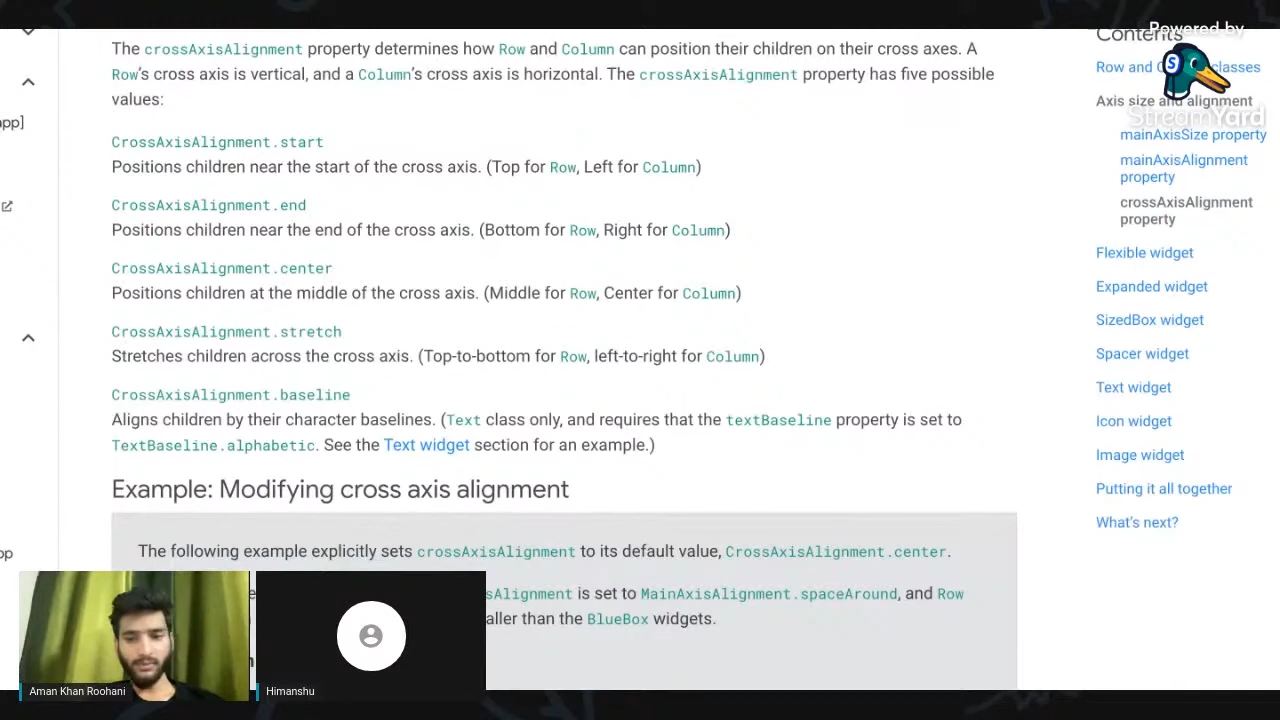 Powered by
StreamYard
app]
pp
The crossAxisAlignment property determines how Row and Column can position their children on their cross axes. A
Row’s cross axis is vertical, and a Column’s cross axis is horizontal. The crossAxisAlignment property has five possible
values:
CrossAxisAlignment.start
Positions children near the start of the cross axis. (Top for Row, Left for Column)
CrossAxisAlignment.end
Positions children near the end of the cross axis. (Bottom for Row, Right for Column)
CrossAxisAlignment.center
Positions children at the middle of the cross axis. (Middle for Row, Center for Column)
CrossAxisAlignment.stretch
Stretches children across the cross axis. (Top-to-bottom for Row, left-to-right for Column)
CrossAxisAlignment.baseline
Aligns children by their character baselines. (Text class only, and requires that the textBaseline property is set to
TextBaseline.alphabetic. See the Text widget section for an example.)
Example: Modifying cross axis alignment
The following example explicitly sets crossAxisAlignment to its default value, CrossAxisAlignment.center.
sAlignment is set to MainAxisAlignment.spaceAround, and Row
aller than the BlueBox widgets.
Contents
Row and C classes
Axis size and alignment
mainAxisSize property
mainAxisAlignment
property
crossAxisAlignment
property
Flexible widget
Expanded widget
SizedBox widget
Spacer widget
Text widget
Icon widget
Image widget
Putting it all together
What’s next?
Aman Khan Roohani
Himanshu